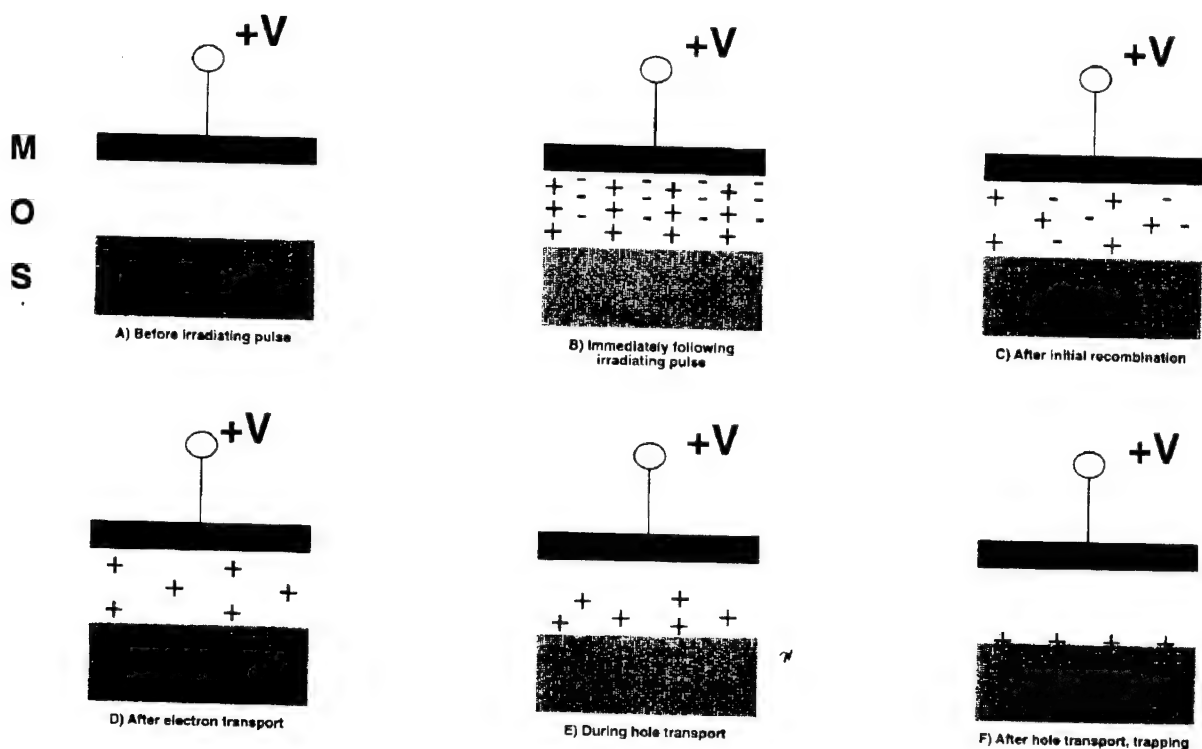 +V
+V
+V
M
O
S
+ - + - + - + -
+ - + - + - + -
+ - + - + - + -
+ - + -
+ - + -
+ - +
A) Before irradiating pulse
B) Immediately following
irradiating pulse
C) After initial recombination
+V
+V
+V
+ +
+ +
+ +
+ +
+ +
+ +
+ + + +
D) After electron transport
E) During hole transport
F) After hole transport, trapping